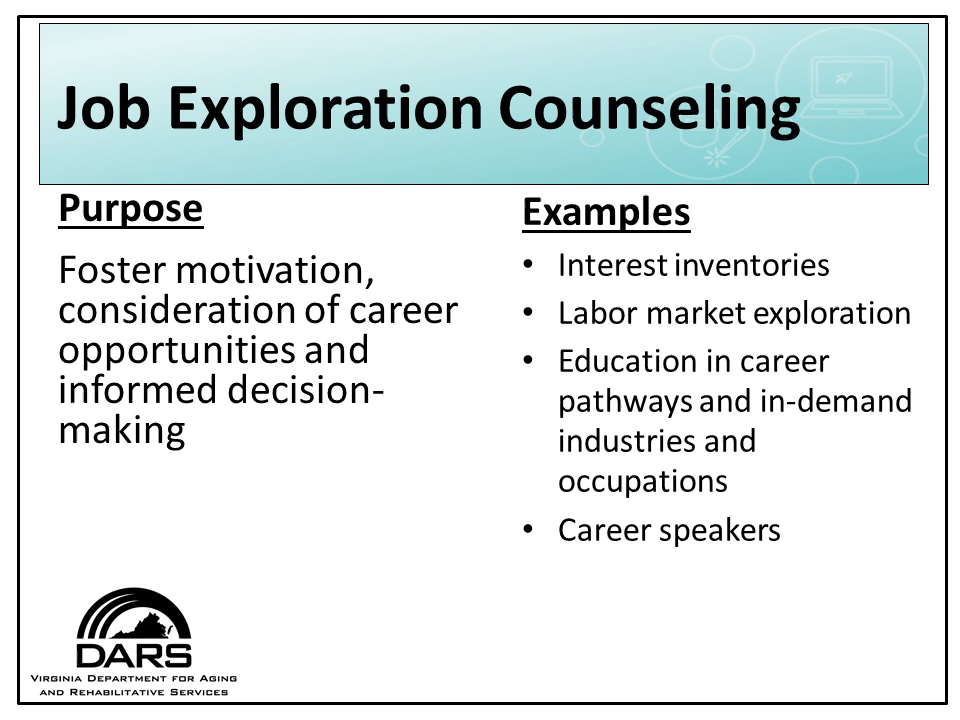 Job Exploration Counseling
Purpose
Foster motivation,
consideration of career
opportunities and
informed decision-
making
Examples
• Interest inventories
• Labor market exploration
• Education in career
pathways and in-demand
industries and
occupations
• Career speakers
DARS
Virginia Department for Aging
and Rehabilitative Services